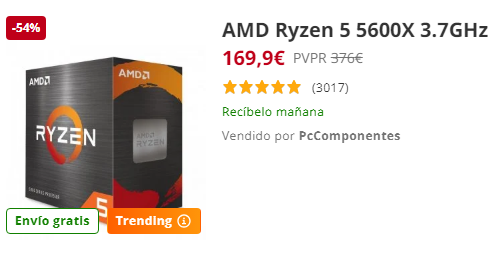 -54%
AMD Ryzen 5 5600X 3.7GHz
169,9€ PVPR 376€
(3017)
Recíbelo mañana
Vendido por PcComponentes
AMD
AMD
RYZEN
5
Envío gratis
Trending